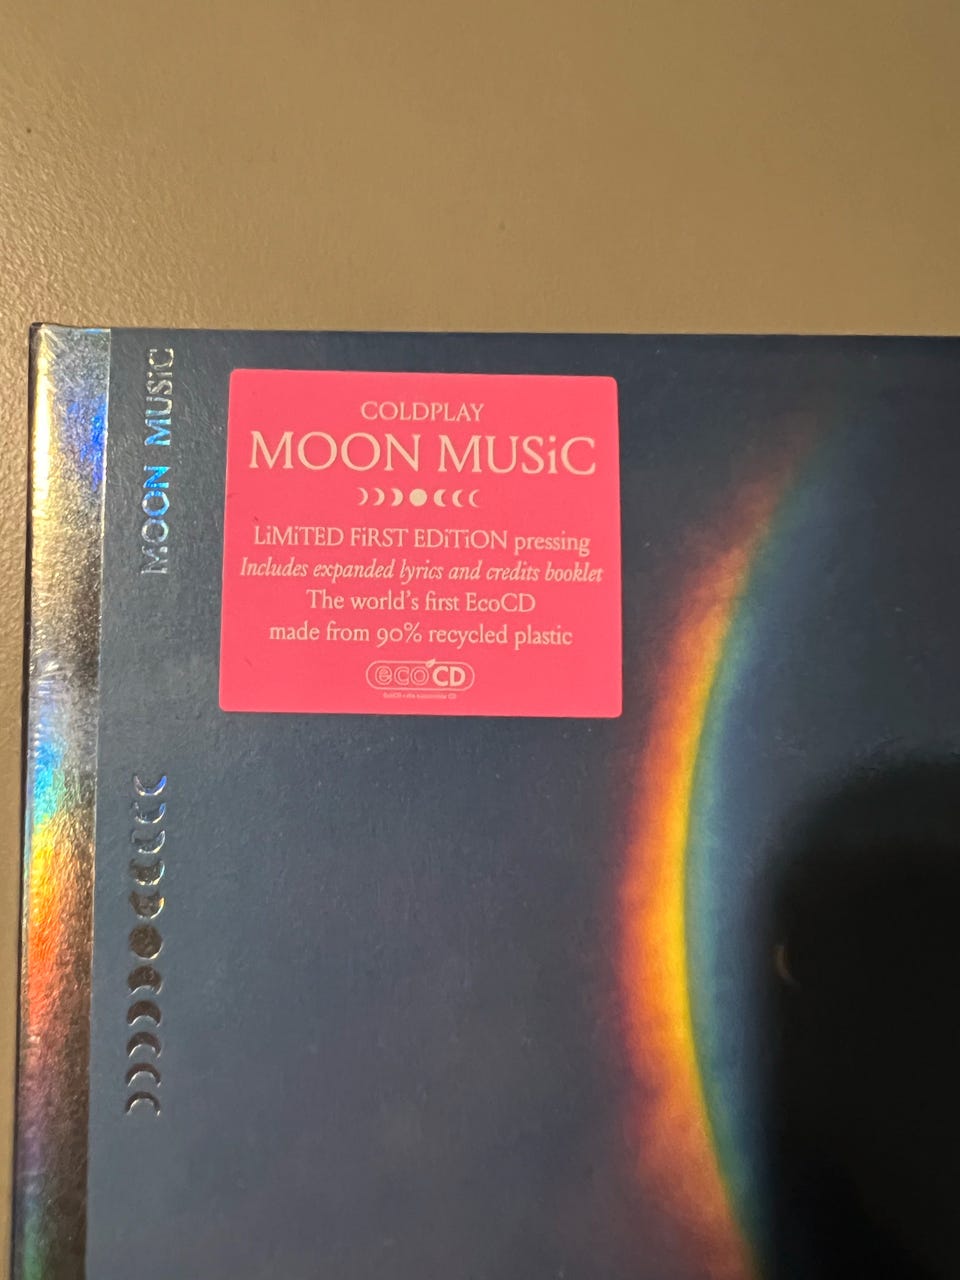 MOON MUSiC
COLDPLAY
MOON MUSiC
LiMiTED FiRST EDiTiON pressing
Includes expanded lyrics and credits booklet
The world's first EcoCD
made from 90% recycled plastic
ecoCD